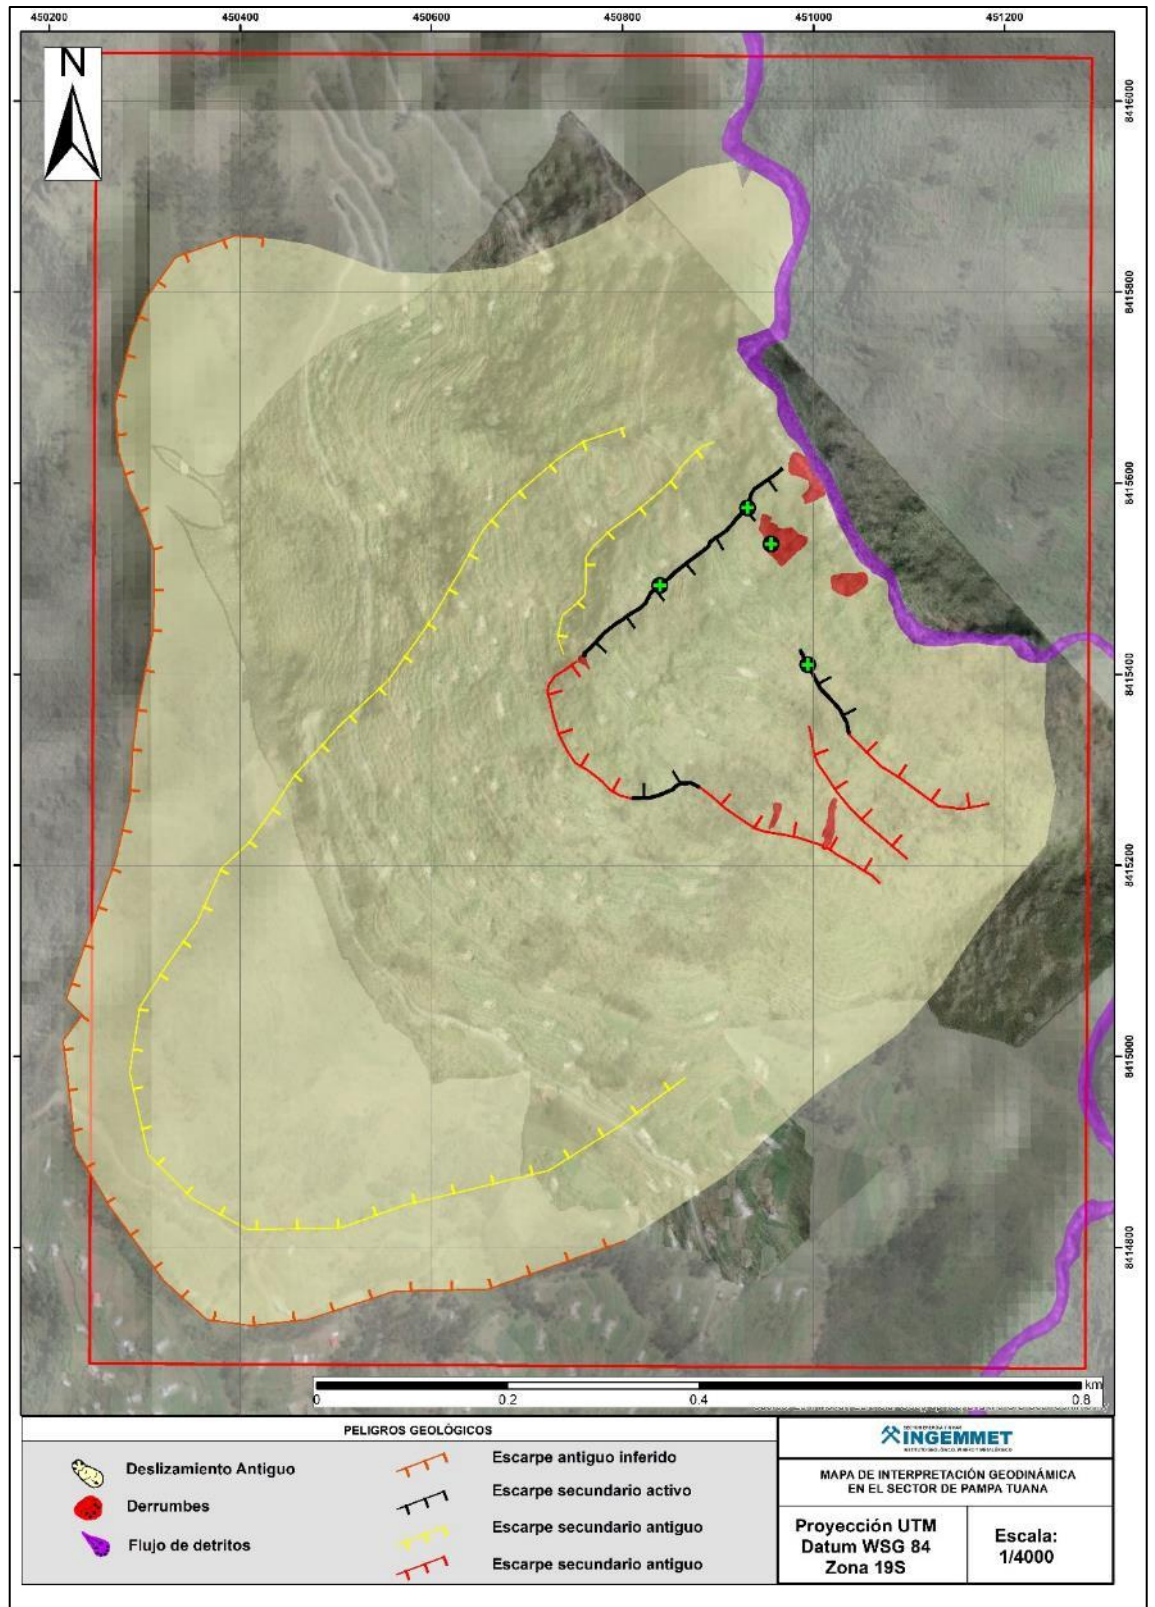 450200 450400 450600 450800 451000 451200
N
8416000
8415800
8415600
8415400
8415200
8415000
8414800
km
0 0.2 0.4 0.8
PELIGROS GEOLÓGICOS
Deslizamiento Antiguo
Derrumbes
Flujo de detritos
Escarpe antiguo inferido
Escarpe secundario activo
Escarpe secundario antiguo
Escarpe secundario antiguo
INGEMMET
MAPA DE INTERPRETACIÓN GEODINÁMICA
EN EL SECTOR DE PAMPA TUANA
Proyección UTM
Datum WSG 84
Zona 19S
Escala:
1/4000